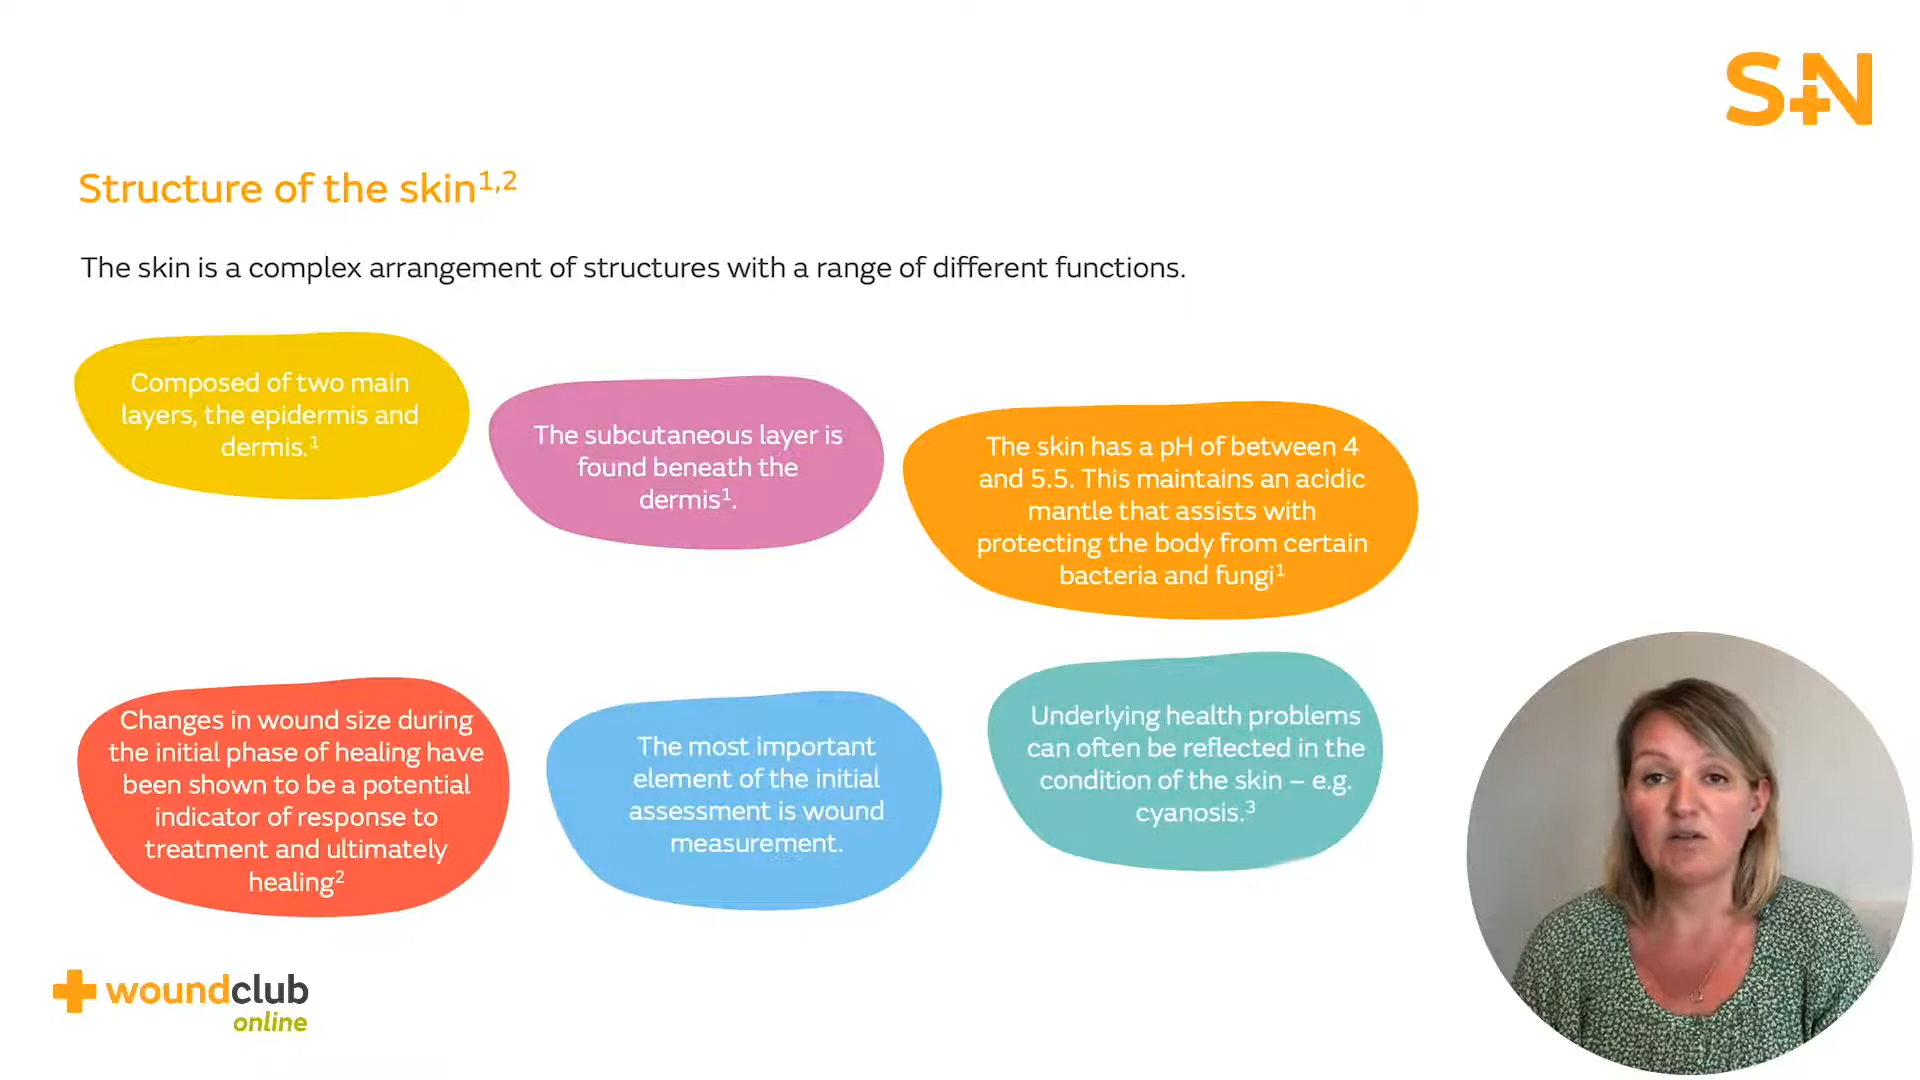 S+N
Structure of the skin¹,²
The skin is a complex arrangement of structures with a range of different functions.
Composed of two main
layers, the epidermis and
dermis.¹
The subcutaneous layer is
found beneath the
dermis¹.
The skin has a pH of between 4
and 5.5. This maintains an acidic
mantle that assists with
protecting the body from certain
bacteria and fungi¹
Changes in wound size during
the initial phase of healing have
been shown to be a potential
indicator of response to
treatment and ultimately
healing²
The most important
element of the initial
assessment is wound
measurement.
Underlying health problems
can often be reflected in the
condition of the skin – e.g.
cyanosis.³
woundclub
online